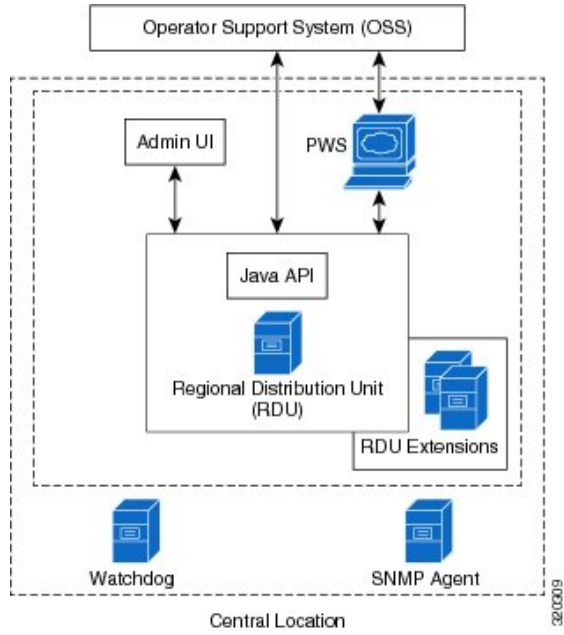 Operator Support System (OSS)
Admin UI
PWS
Java API
Regional Distribution Unit
(RDU)
RDU Extensions
Watchdog
SNMP Agent
Central Location
320309